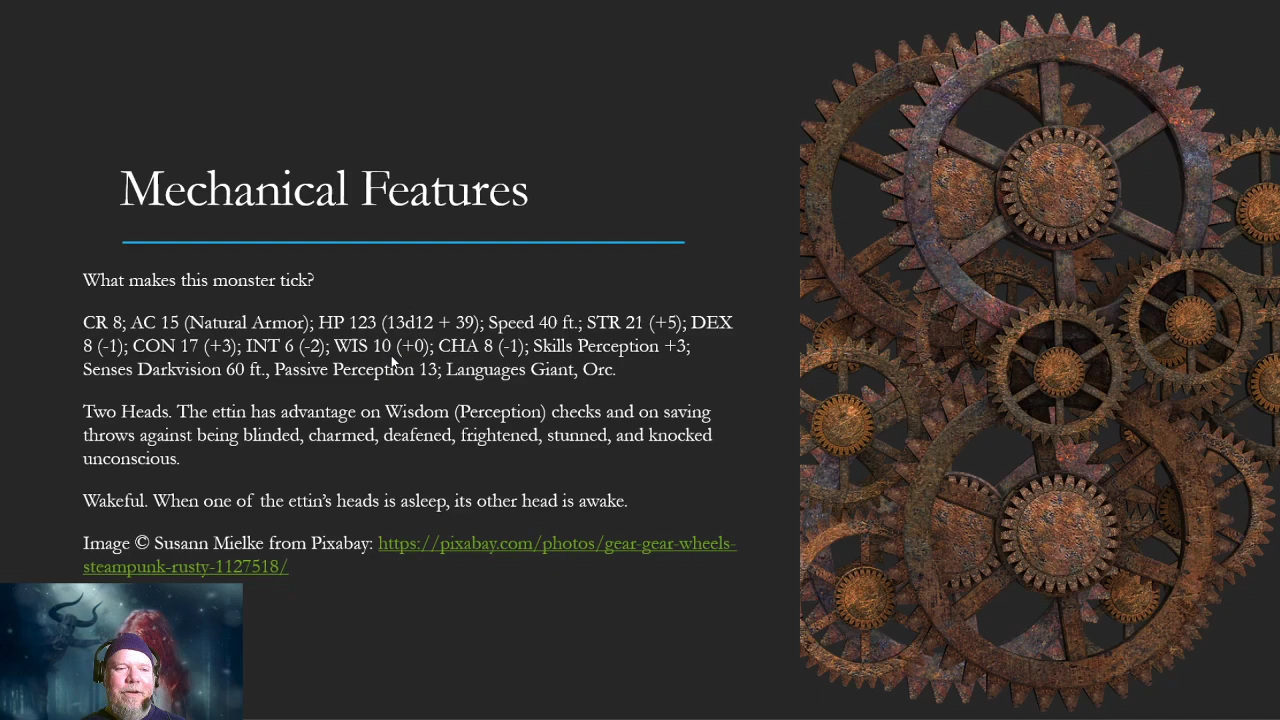 Mechanical Features
What makes this monster tick?
CR 8; AC 15 (Natural Armor); HP 123 (13d12 + 39); Speed 40 ft.; STR 21 (+5); DEX
8 (-1); CON 17 (+3); INT 6 (-2); WIS 10 (+0); CHA 8 (-1); Skills Perception +3;
Senses Darkvision 60 ft., Passive Perception 13; Languages Giant, Orc.
Two Heads. The ettin has advantage on Wisdom (Perception) checks and on saving
throws against being blinded, charmed, deafened, frightened, stunned, and knocked
unconscious.
Wakeful. When one of the ettin’s heads is asleep, its other head is awake.
Image © Susann Mielke from Pixabay: https://pixabay.com/photos/gear-gear-wheels-
steampunk-rusty-1127518/